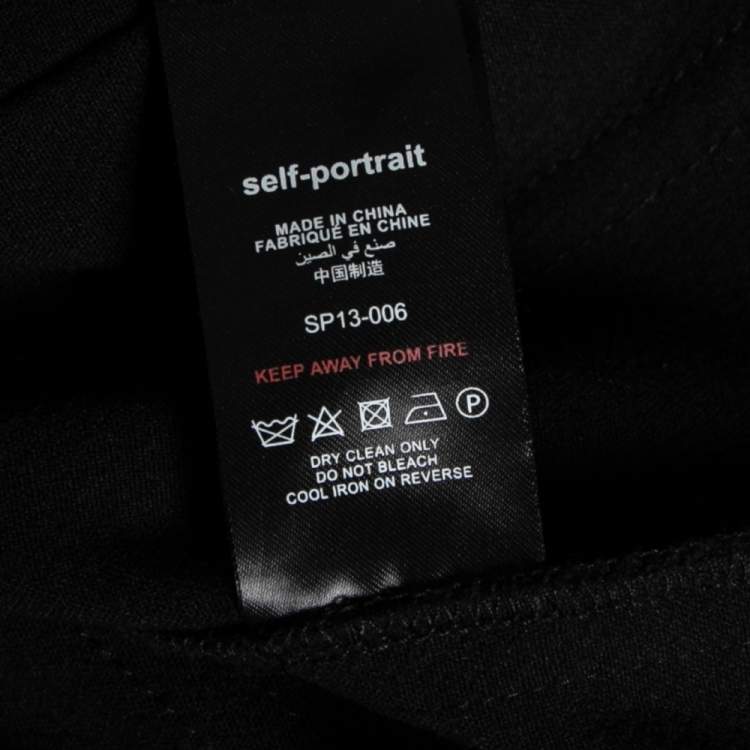 self-portrait
MADE IN CHINA
FABRIQUÉ EN CHINE
صنع في الصين
中国制造
SP13-006
KEEP AWAY FROM FIRE
P
DRY CLEAN ONLY
DO NOT BLEACH
COOL IRON ON REVERSE